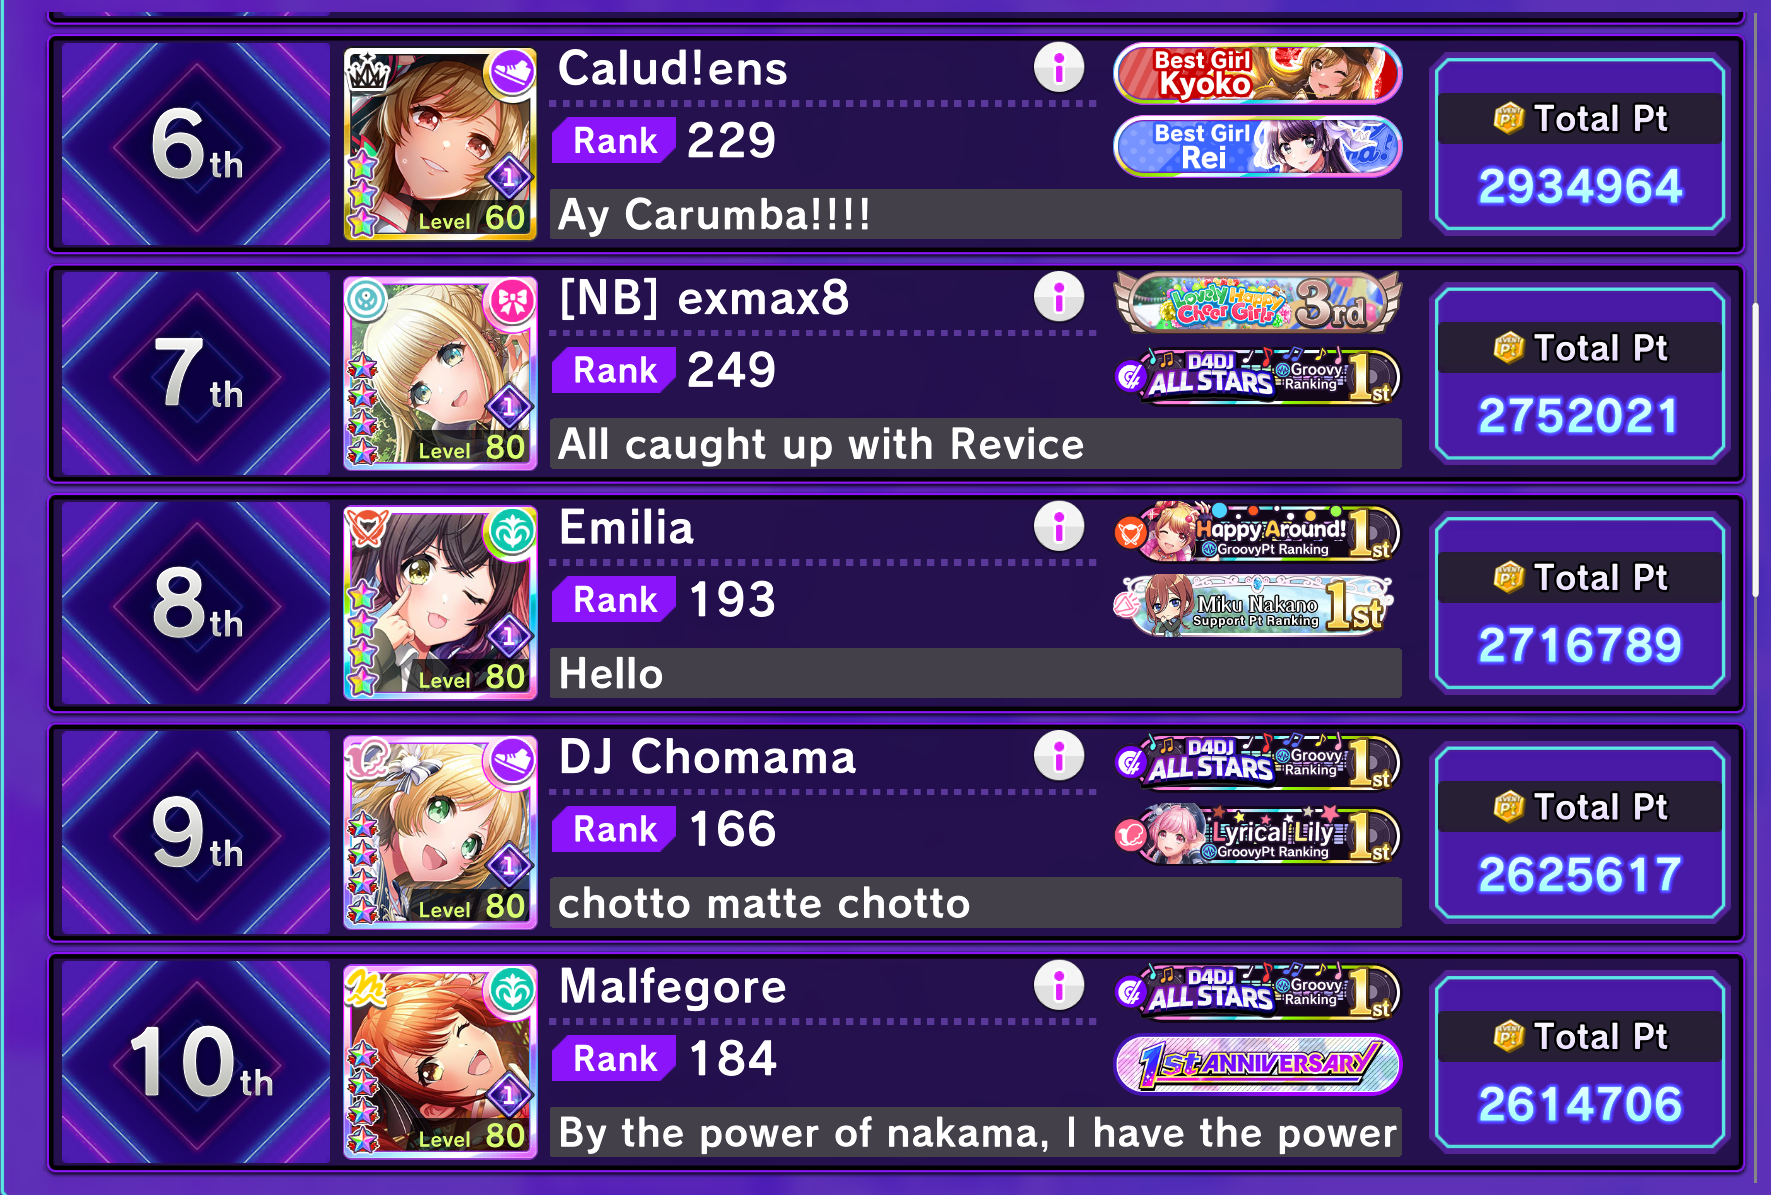 6th
Level 60
Calud!ens
Rank 229
Ay Carumba!!!!
Best Girl
Kyoko
Best Girl
Rei
Total Pt
2934964
7th
Level 80
[NB] exmax8
Rank 249
All caught up with Revice
Lovely Happy
Cheer Girls
3rd
D4DJ
ALL STARS
Groovy
Ranking
1st
Total Pt
2752021
8th
Level 80
Emilia
Rank 193
Hello
Happy Around!
GroovyPt Ranking
1st
Miku Nakano
Support Pt Ranking
1st
Total Pt
2716789
9th
Level 80
DJ Chomama
Rank 166
chotto matte chotto
D4DJ
ALL STARS
Groovy
Ranking
1st
Lyrical Lily
GroovyPt Ranking
1st
Total Pt
2625617
10th
Level 80
Malfegore
Rank 184
By the power of nakama, I have the power
D4DJ
ALL STARS
Groovy
Ranking
1st
1st ANNIVERSARY
Total Pt
2614706